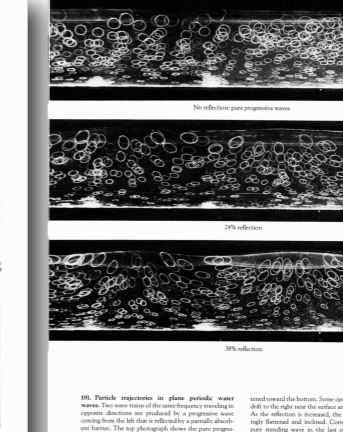 No reflection: pure progressive waves
24% reflection
38% reflection
191. Particle trajectories in plane periodic water
waves. Two wave trains of the same frequency traveling in
opposite directions are produced by a progressive wave
coming from the left that is reflected by a partially absorb-
ent barrier. The top photograph shows the pure progres-
tened toward the bottom. Some open
drift to the right near the surface at
As the reflection is increased, the
ingly flattened and inclined. Com
pure standing wave in the last